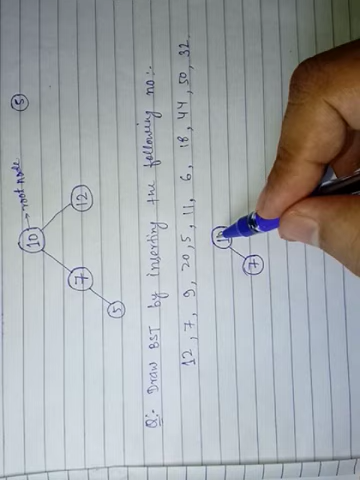 5
10 → root node
7 12
5
Q:- Draw BST by inserting the following no:-
12, 7, 9, 20, 5, 11, 6, 18, 44, 50, 32
7